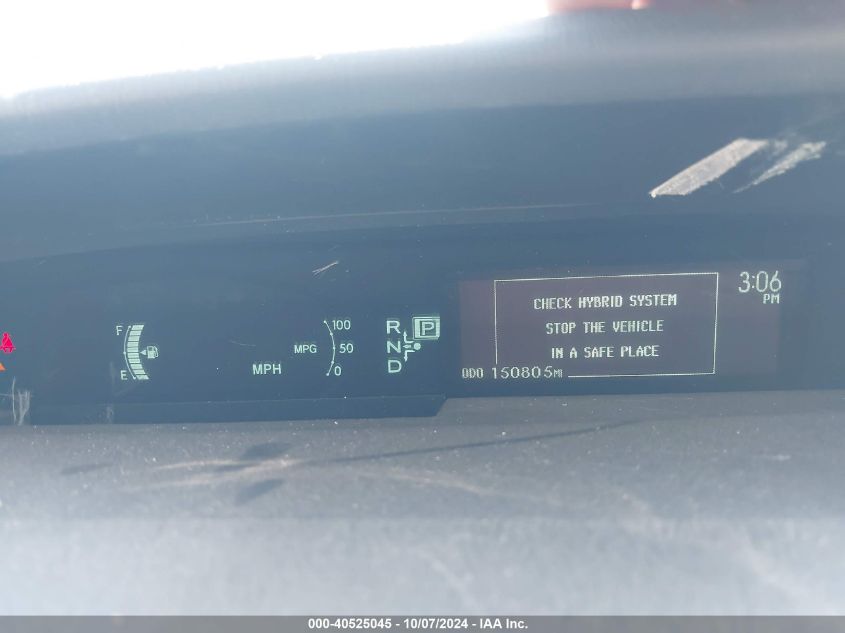 F
E
MPH
MPG
100
50
0
R
N
D
P
CHECK HYBRID SYSTEM
STOP THE VEHICLE
IN A SAFE PLACE
3:06
PM
ODO 150805MI
000-40525045 - 10/07/2024 - IAA Inc.